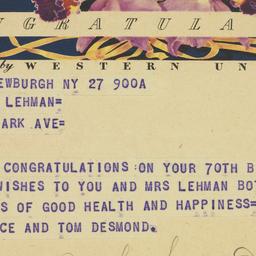 GRATULA
by WESTERN UN
EWBURGH NY 27 900A
LEHMAN=
ARK AVE=
CONGRATULATIONS ON YOUR 70TH B
WISHES TO YOU AND MRS LEHMAN BOT
S OF GOOD HEALTH AND HAPPINESS=
CE AND TOM DESMOND.